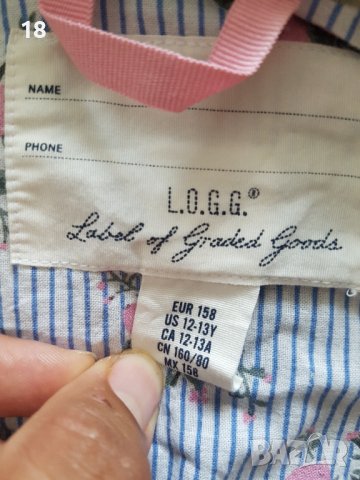 18
NAME
PHONE
L.O.G.G.®
Label of Graded Goods
EUR 158
US 12-13Y
CA 12-13A
CN 160/80
MX 158
BAZAR